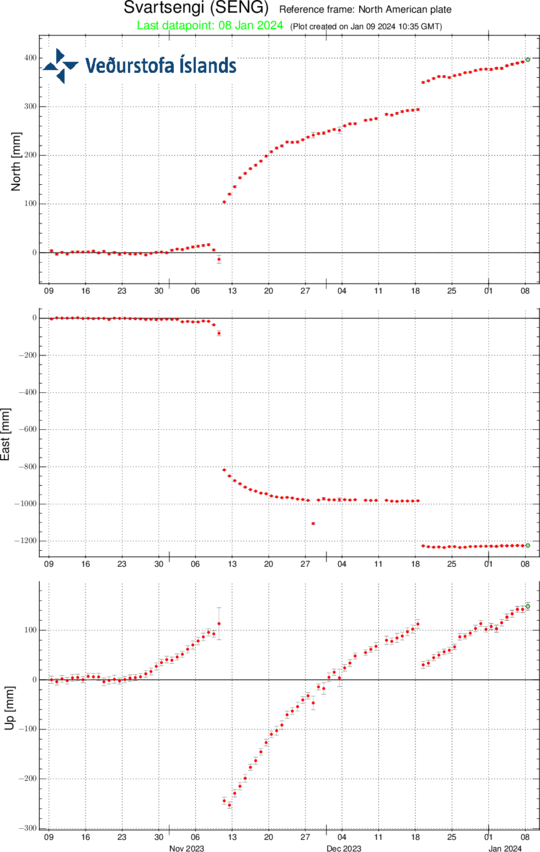 Svartsengi (SENG) Reference frame: North American plate
Last datapoint: 08 Jan 2024 (Plot created on Jan 09 2024 10:35 GMT)
Veðurstofa Íslands
North [mm]
400
300
200
100
0
09 16 23 30 06 13 20 27 04 11 18 25 01 08
East [mm]
0
−200
−400
−600
−800
−1000
−1200
09 16 23 30 06 13 20 27 04 11 18 25 01 08
Up [mm]
100
0
−100
−200
−300
09 16 23 30 06 13 20 27 04 11 18 25 01 08
Nov 2023 Dec 2023 Jan 2024